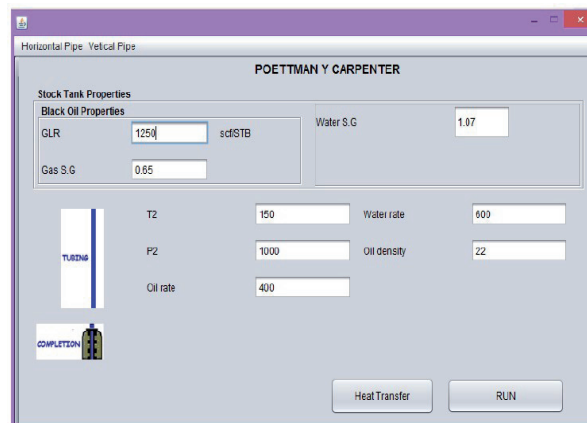 Horizontal Pipe Vetical Pipe
POETTMAN Y CARPENTER
Stock Tank Properties
Black Oil Properties
GLR 1250 scf/STB
Water S.G 1.07
Gas S.G 0.65
T2 150 Water rate 600
P2 1000 Oil density 22
Oil rate 400
TUBING
COMPLETION
Heat Transfer RUN